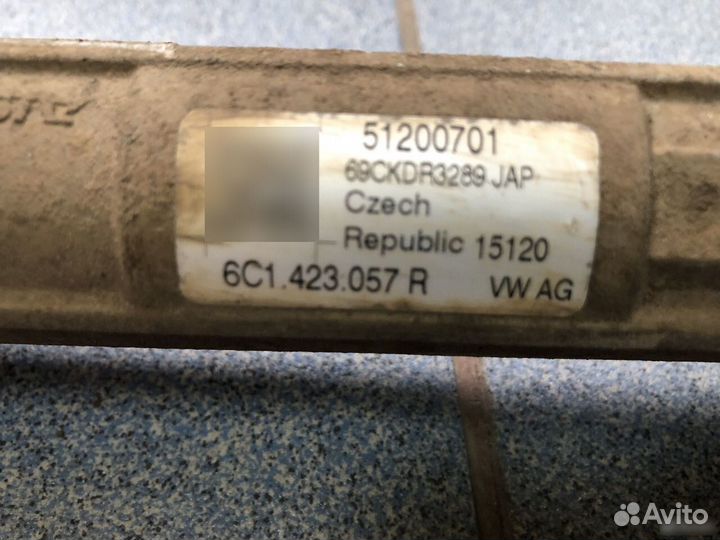 51200701
69CKDR3289 JAP
Czech
Republic 15120
6C1.423.057 R VW AG
Avito